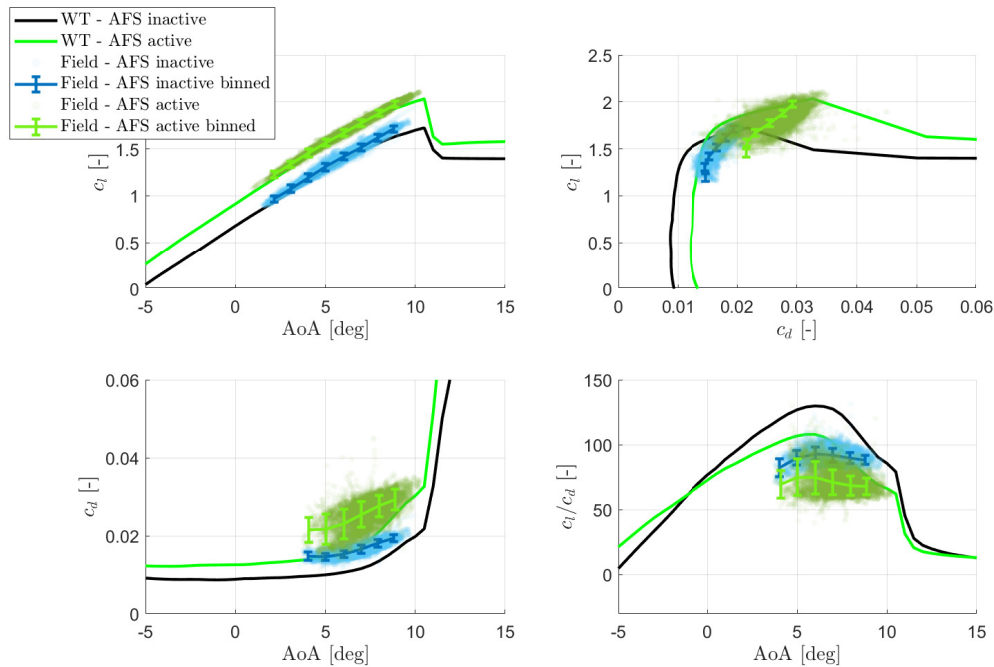 WT - AFS inactive
WT - AFS active
Field - AFS inactive
Field - AFS inactive binned
Field - AFS active
Field - AFS active binned
1.5
1
0.5
0
-5 0 5 10 15
AoA [deg]
c_l [-]
2.5
2
1.5
1
0.5
0
0 0.01 0.02 0.03 0.04 0.05 0.06
c_d [-]
c_l [-]
0.06
0.04
0.02
0
-5 0 5 10 15
AoA [deg]
c_d [-]
150
100
50
0
-5 0 5 10 15
AoA [deg]
c_l/c_d [-]